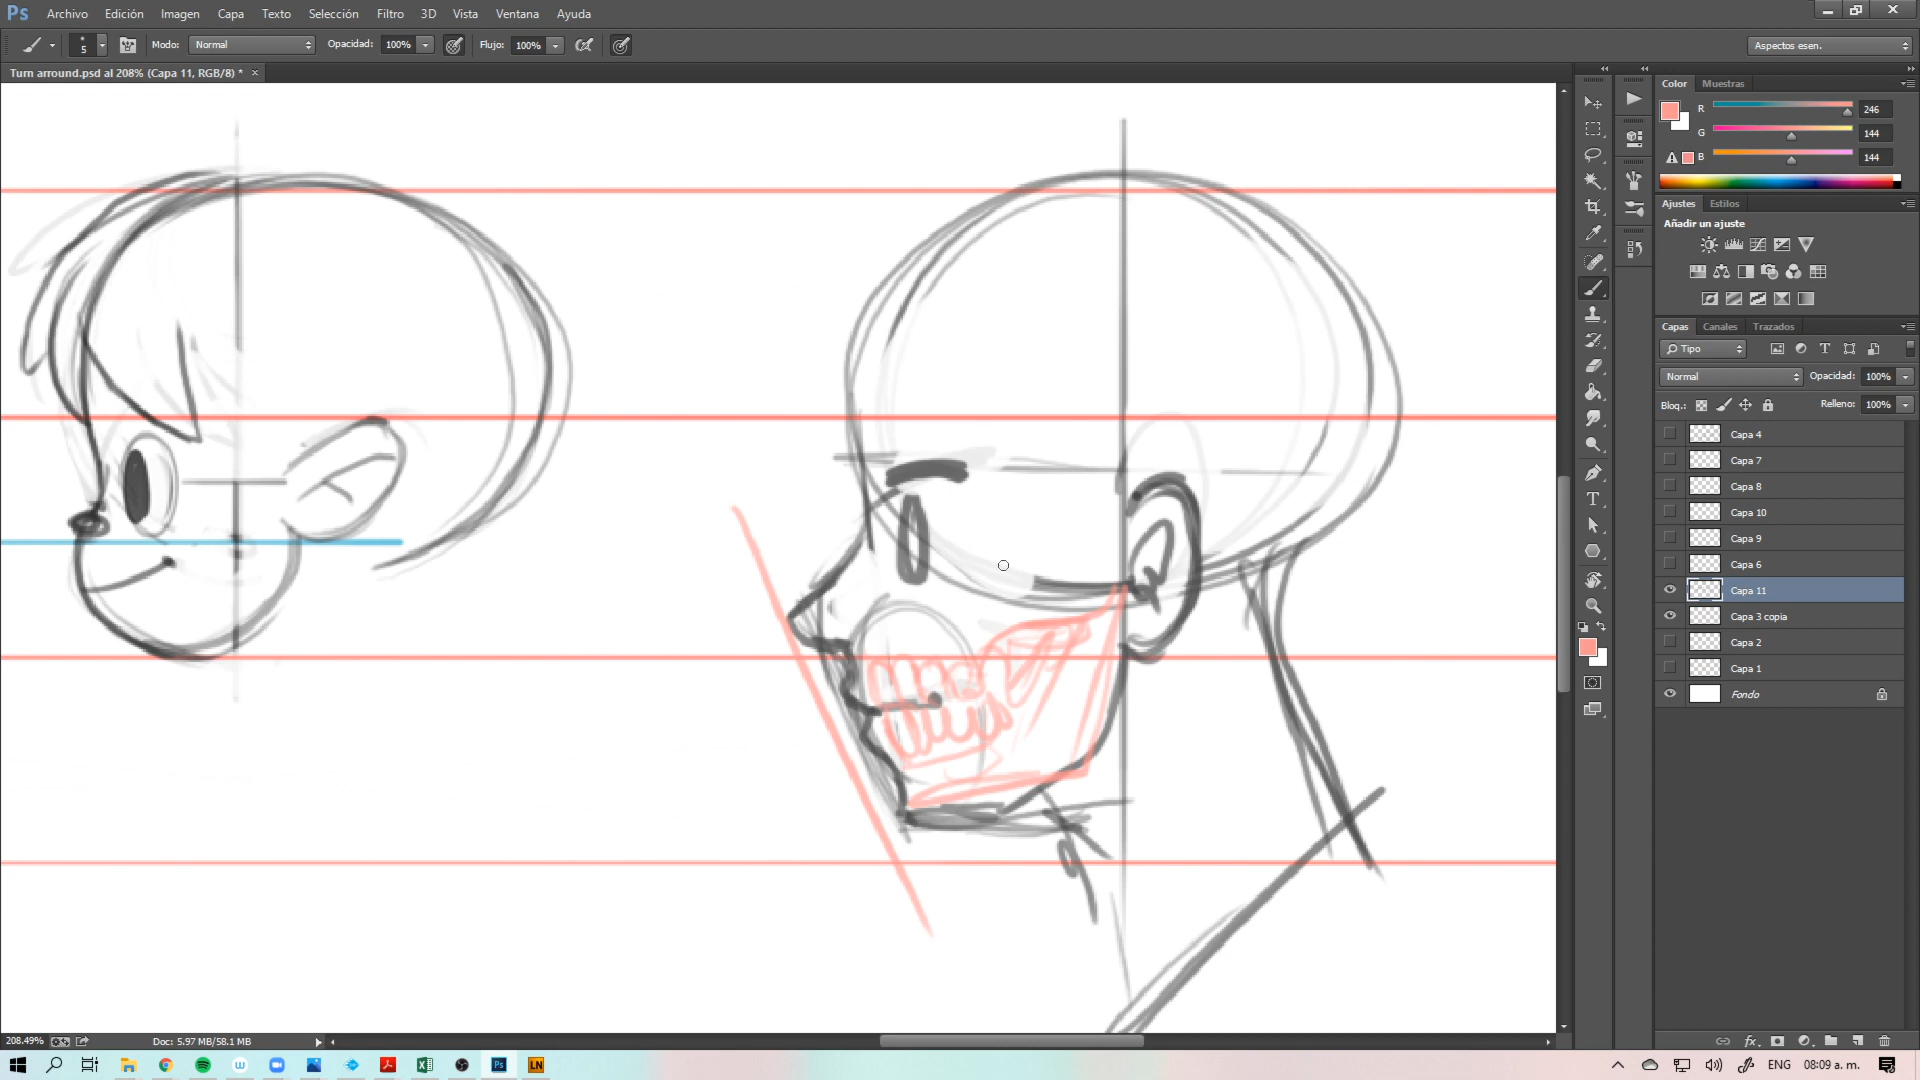 Ps Archivo Edición Imagen Capa Texto Selección Filtro 3D Vista Ventana Ayuda
5 Modo: Normal Opacidad: 100% Flujo: 100% Aspectos esen.
Turn arround.psd al 208% (Capa 11, RGB/8) * ×
Color Muestras
R 246
G 144
B 144
Ajustes Estilos
Añadir un ajuste
Capas Canales Trazados
Tipo
Normal Opacidad: 100%
Bloq.: Relleno: 100%
Capa 4
Capa 7
Capa 8
Capa 10
Capa 9
Capa 6
Capa 11
Capa 3 copia
Capa 2
Capa 1
Fondo
208.49% Doc: 5.97 MB/58.1 MB
ENG 08:09 a. m.